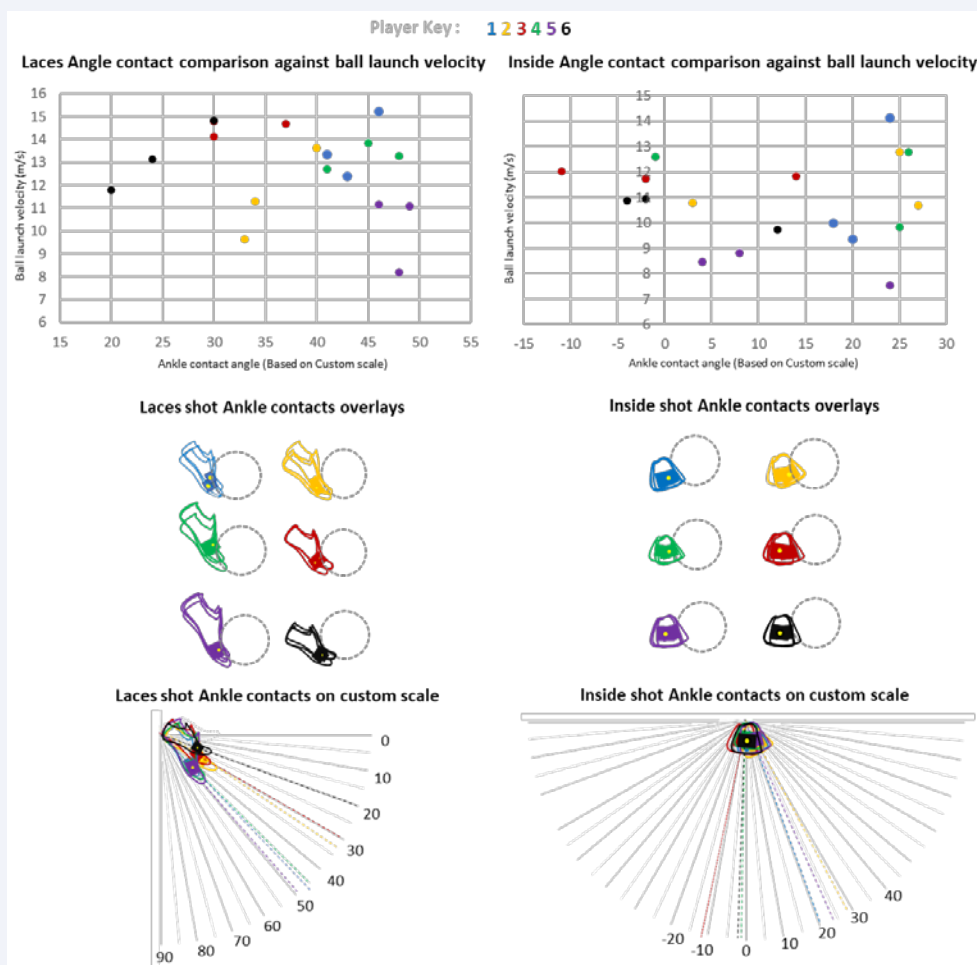 Player Key : 1 2 3 4 5 6
Laces Angle contact comparison against ball launch velocity
16
15
14
13
12
11
10
9
8
7
6
15 20 25 30 35 40 45 50 55
Ball launch velocity (m/s)
Ankle contact angle (Based on Custom scale)
Inside Angle contact comparison against ball launch velocity
15
14
13
12
11
10
9
8
7
6
-15 -10 -5 0 5 10 15 20 25 30
Ball launch velocity (m/s)
Ankle contact angle (Based on Custom scale)
Laces shot Ankle contacts overlays
Inside shot Ankle contacts overlays
Laces shot Ankle contacts on custom scale
0
10
20
30
40
50
60
70
80
90
Inside shot Ankle contacts on custom scale
-20
-10
0
10
20
30
40